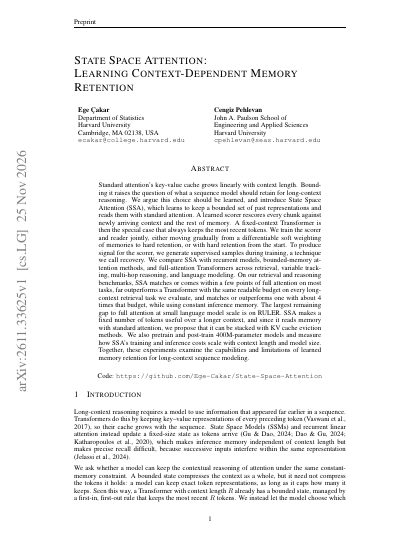 Preprint
STATE SPACE ATTENTION:
LEARNING CONTEXT-DEPENDENT MEMORY
RETENTION
Ege Çakar
Department of Statistics
Harvard University
Cambridge, MA 02138, USA
ecakar@college.harvard.edu
Cengiz Pehlevan
John A. Paulson School of
Engineering and Applied Sciences
Harvard University
cpehlevan@seas.harvard.edu
ABSTRACT
Standard attention's key-value cache grows linearly with context length. Bound-
ing it raises the question of what a sequence model should retain for long-context
reasoning. We argue this choice should be learned, and introduce State Space
Attention (SSA), which learns to keep a bounded set of past representations and
reads them with standard attention. A learned scorer rescores every chunk against
newly arriving context and the rest of memory. A fixed-context Transformer is
then the special case that always keeps the most recent tokens. We train the scorer
and reader jointly, either moving gradually from a differentiable soft weighting
of memories to hard retention, or with hard retention from the start. To produce
signal for the scorer, we generate supervised samples during training, a technique
we call recovery. We compare SSA with recurrent models, bounded-memory at-
tention methods, and full-attention Transformers across retrieval, variable track-
ing, multi-hop reasoning, and language modeling. On our retrieval and reasoning
benchmarks, SSA matches or comes within a few points of full attention on most
tasks, far outperforms a Transformer with the same readable budget on every long-
context retrieval task we evaluate, and matches or outperforms one with about 4
times that budget, while using constant inference memory. The largest remaining
gap to full attention at small language model scale is on RULER. SSA makes a
fixed number of tokens useful over a longer context, and since it reads memory
with standard attention, we propose that it can be stacked with KV cache eviction
methods. We also pretrain and post-train 400M-parameter models and measure
how SSA's training and inference scale with context length and model size.
Together, these experiments examine the capabilities and limitations of learned
memory retention for long-context sequence modeling.
Code: https://github.com/Ege-Cakar/State-Space-Attention
1 INTRODUCTION
Long-context reasoning requires a model to use information that appeared far earlier in a sequence.
Transformers do this by keeping key-value representations of every preceding token (Vaswani et al.,
2017), so their cache grows with the sequence. State Space Models (SSMs) and recurrent linear
attention instead update a fixed-size state as tokens arrive (Gu & Dao, 2024; Dao & Gu, 2024;
Katharopoulos et al., 2020), which makes inference memory independent of context length but
makes precise recall difficult, because successive inputs interfere within the same representation
(Jelassi et al., 2024).
We ask whether a model can keep the contextual reasoning of attention under the same constant-
memory constraint. A bounded state compresses the context as a whole, but it need not compress
the tokens it holds: a model can keep exact token representations, as long as it caps how many it
keeps. Seen this way, a Transformer with context length R already has a bounded state, managed by
a first-in, first-out rule that keeps the most recent R tokens. We instead let the model choose which
1
arXiv:2611.33625v1 [cs.LG] 25 Nov 2026